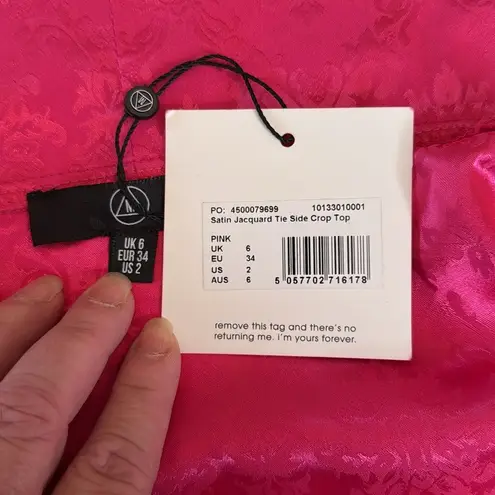 PO: 4500079699 10133010001
Satin Jacquard Tie Side Crop Top
PINK
UK 6
EU 34
US 2
AUS 6
5 057702 716178
remove this tag and there's no
returning me. i'm yours forever.
UK 6
EUR 34
US 2